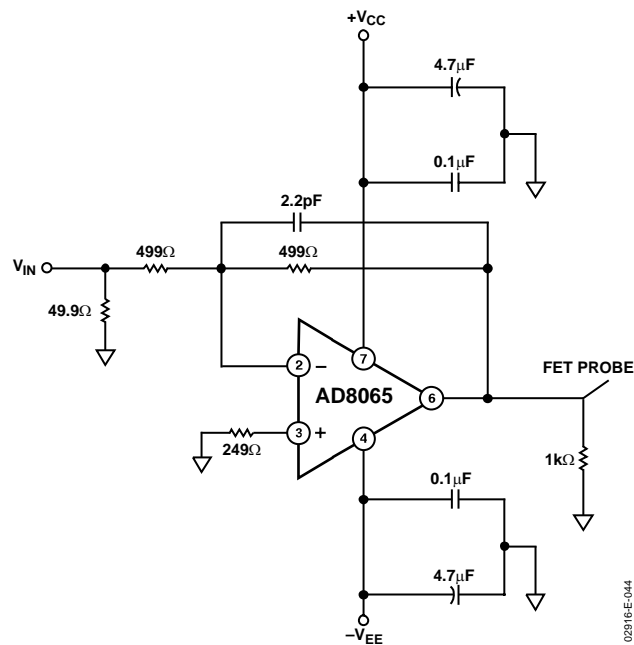 +VCC
4.7μF
0.1μF
2.2pF
499Ω
499Ω
VIN
49.9Ω
7
2 –
AD8065
6
FET PROBE
3 +
4
249Ω
1kΩ
0.1μF
4.7μF
–VEE
02916-E-044